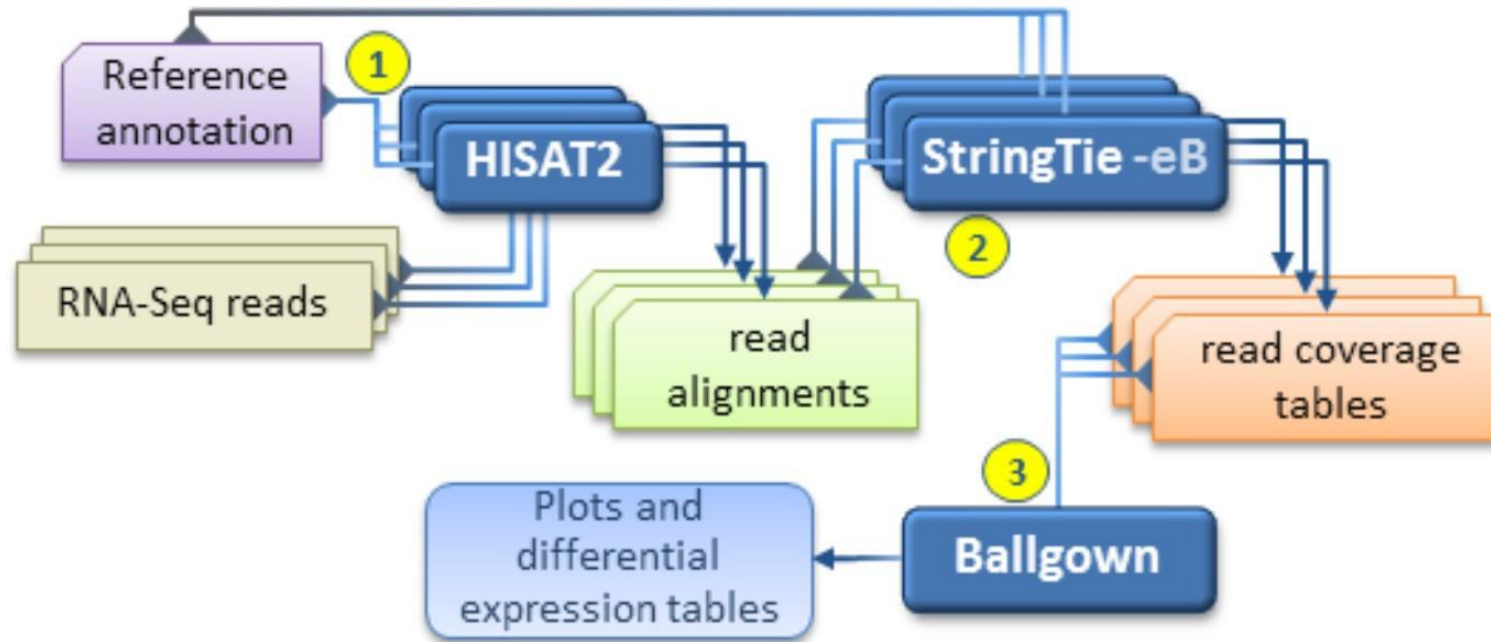 Reference
annotation
1
HISAT2
StringTie -eB
2
RNA-Seq reads
read
alignments
read coverage
tables
3
Plots and
differential
expression tables
Ballgown